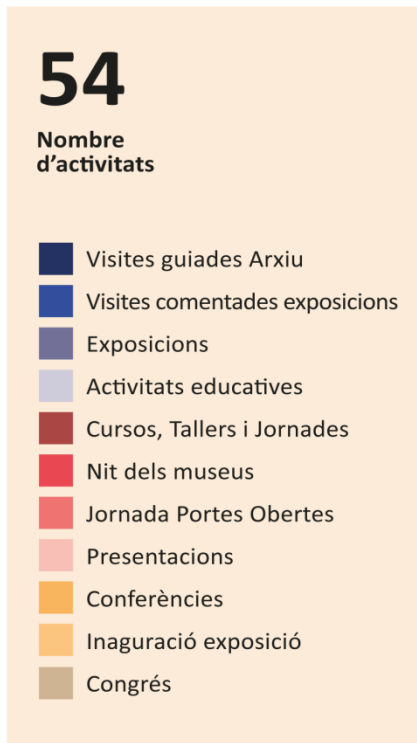 54
Nombre
d'activitats
Visites guiades Arxiu
Visites comentades exposicions
Exposicions
Activitats educatives
Cursos, Tallers i Jornades
Nit dels museus
Jornada Portes Obertes
Presentacions
Conferències
Inaguració exposició
Congrés